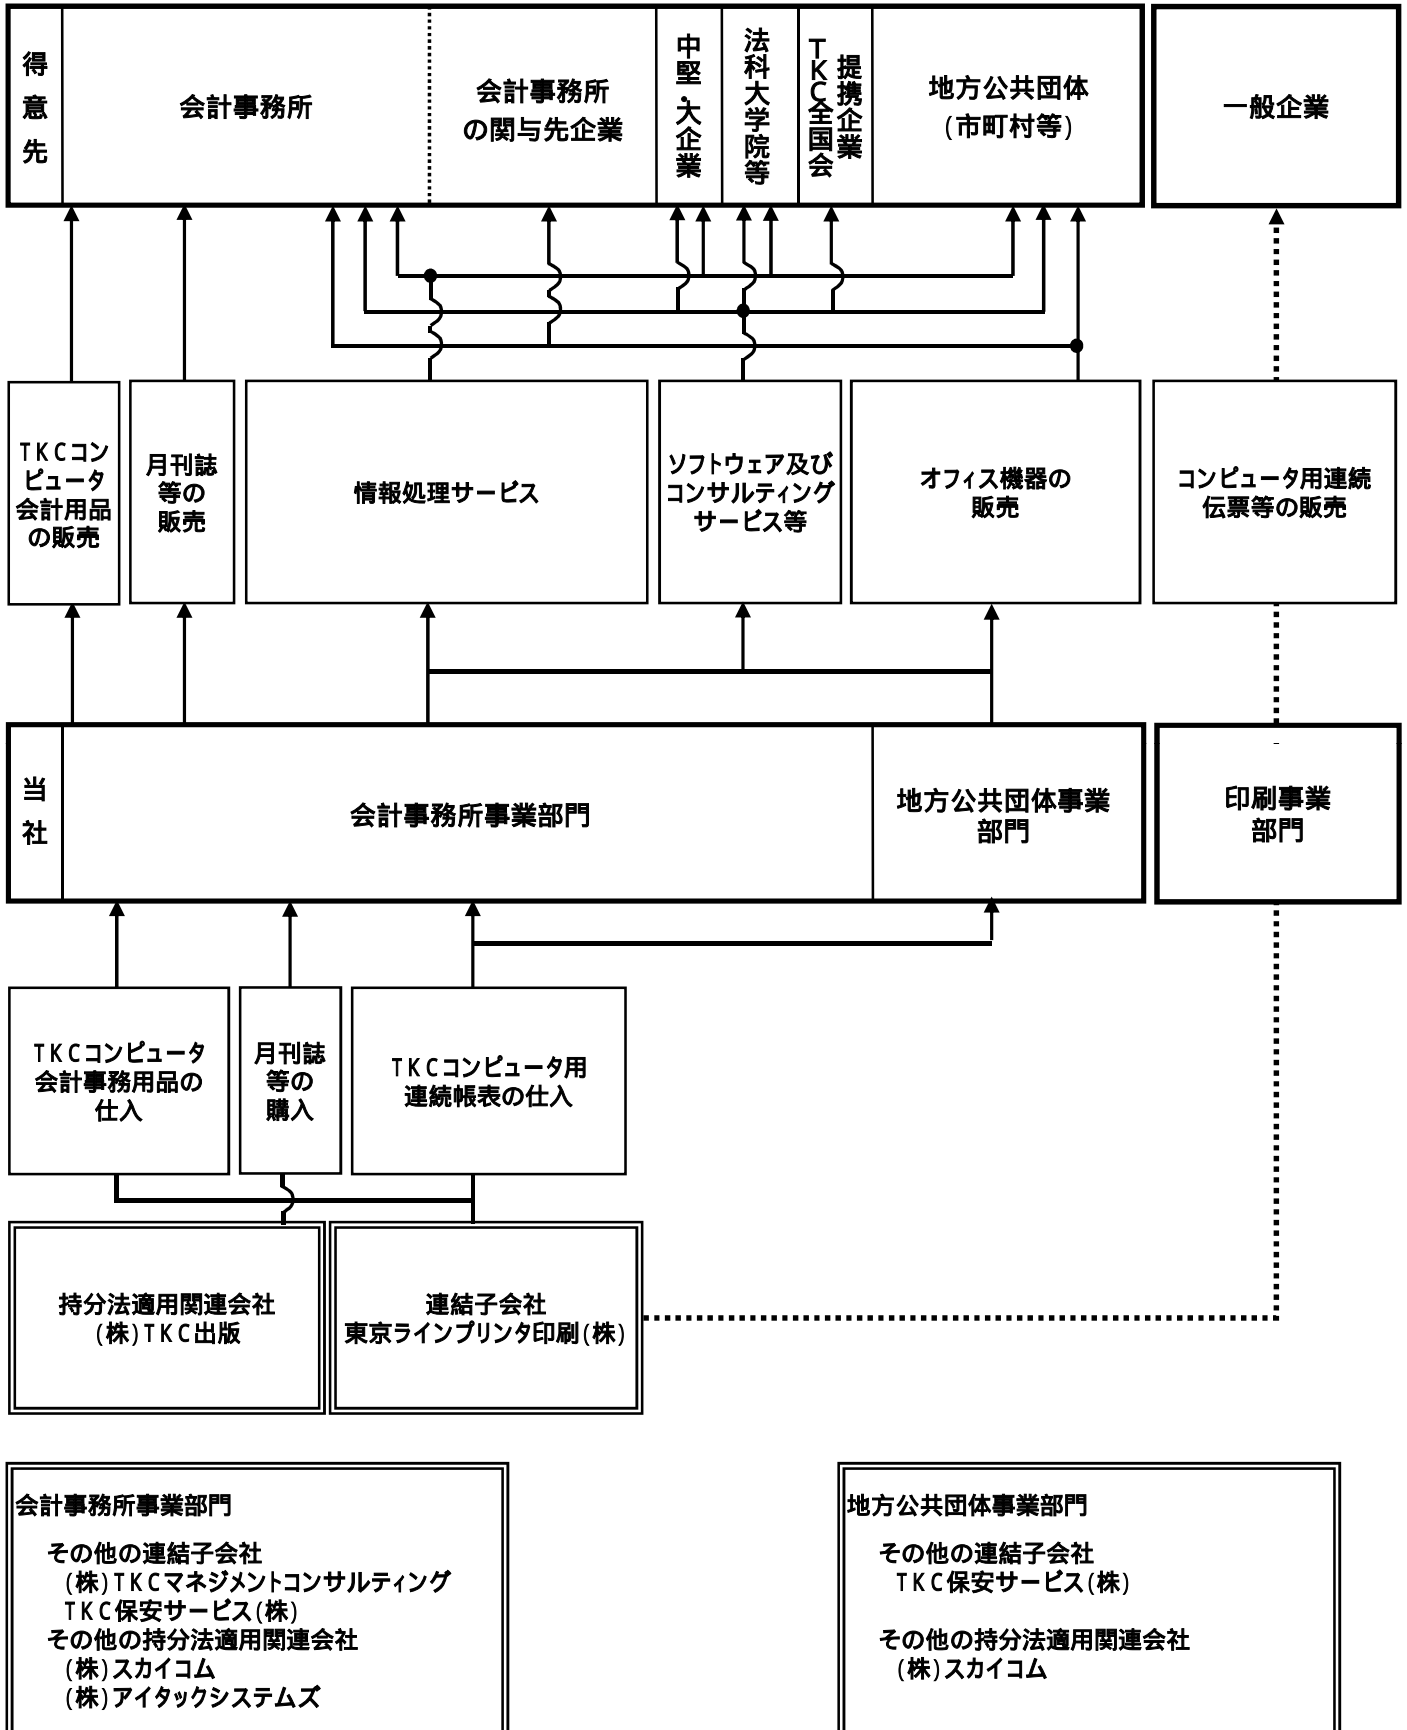 得意先
会計事務所
会計事務所
の関与先企業
中堅・大企業
法科大学院等
提携企業
TKC全国会
地方公共団体
(市町村等)
一般企業
TKCコン
ピュータ
会計用品
の販売
月刊誌
等の
販売
情報処理サービス
ソフトウェア及び
コンサルティング
サービス等
オフィス機器の
販売
コンピュータ用連続
伝票等の販売
当社
会計事務所事業部門
地方公共団体事業
部門
印刷事業
部門
TKCコンピュータ
会計事務用品の
仕入
月刊誌
等の
購入
TKCコンピュータ用
連続帳表の仕入
持分法適用関連会社
(株)TKC出版
連結子会社
東京ラインプリンタ印刷(株)
会計事務所事業部門
その他の連結子会社
(株)TKCマネジメントコンサルティング
TKC保安サービス(株)
その他の持分法適用関連会社
(株)スカイコム
(株)アイタックシステムズ
地方公共団体事業部門
その他の連結子会社
TKC保安サービス(株)
その他の持分法適用関連会社
(株)スカイコム